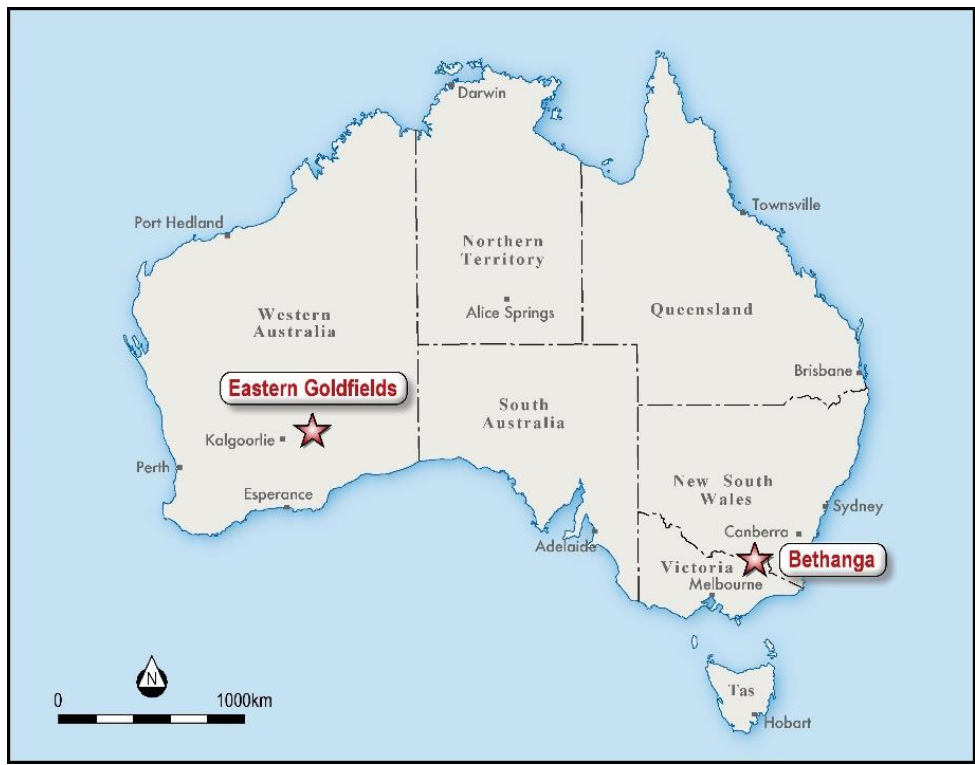 Darwin
Townsville
Port Hedland
Northern
Territory
Alice Springs
Western
Australia
Queensland
Brisbane
Eastern Goldfields
South
Australia
Kalgoorlie
Perth
Esperance
New South
Wales
Sydney
Canberra
Adelaide
Victoria
Bethanga
Melbourne
N
0
1000km
Tas
Hobart